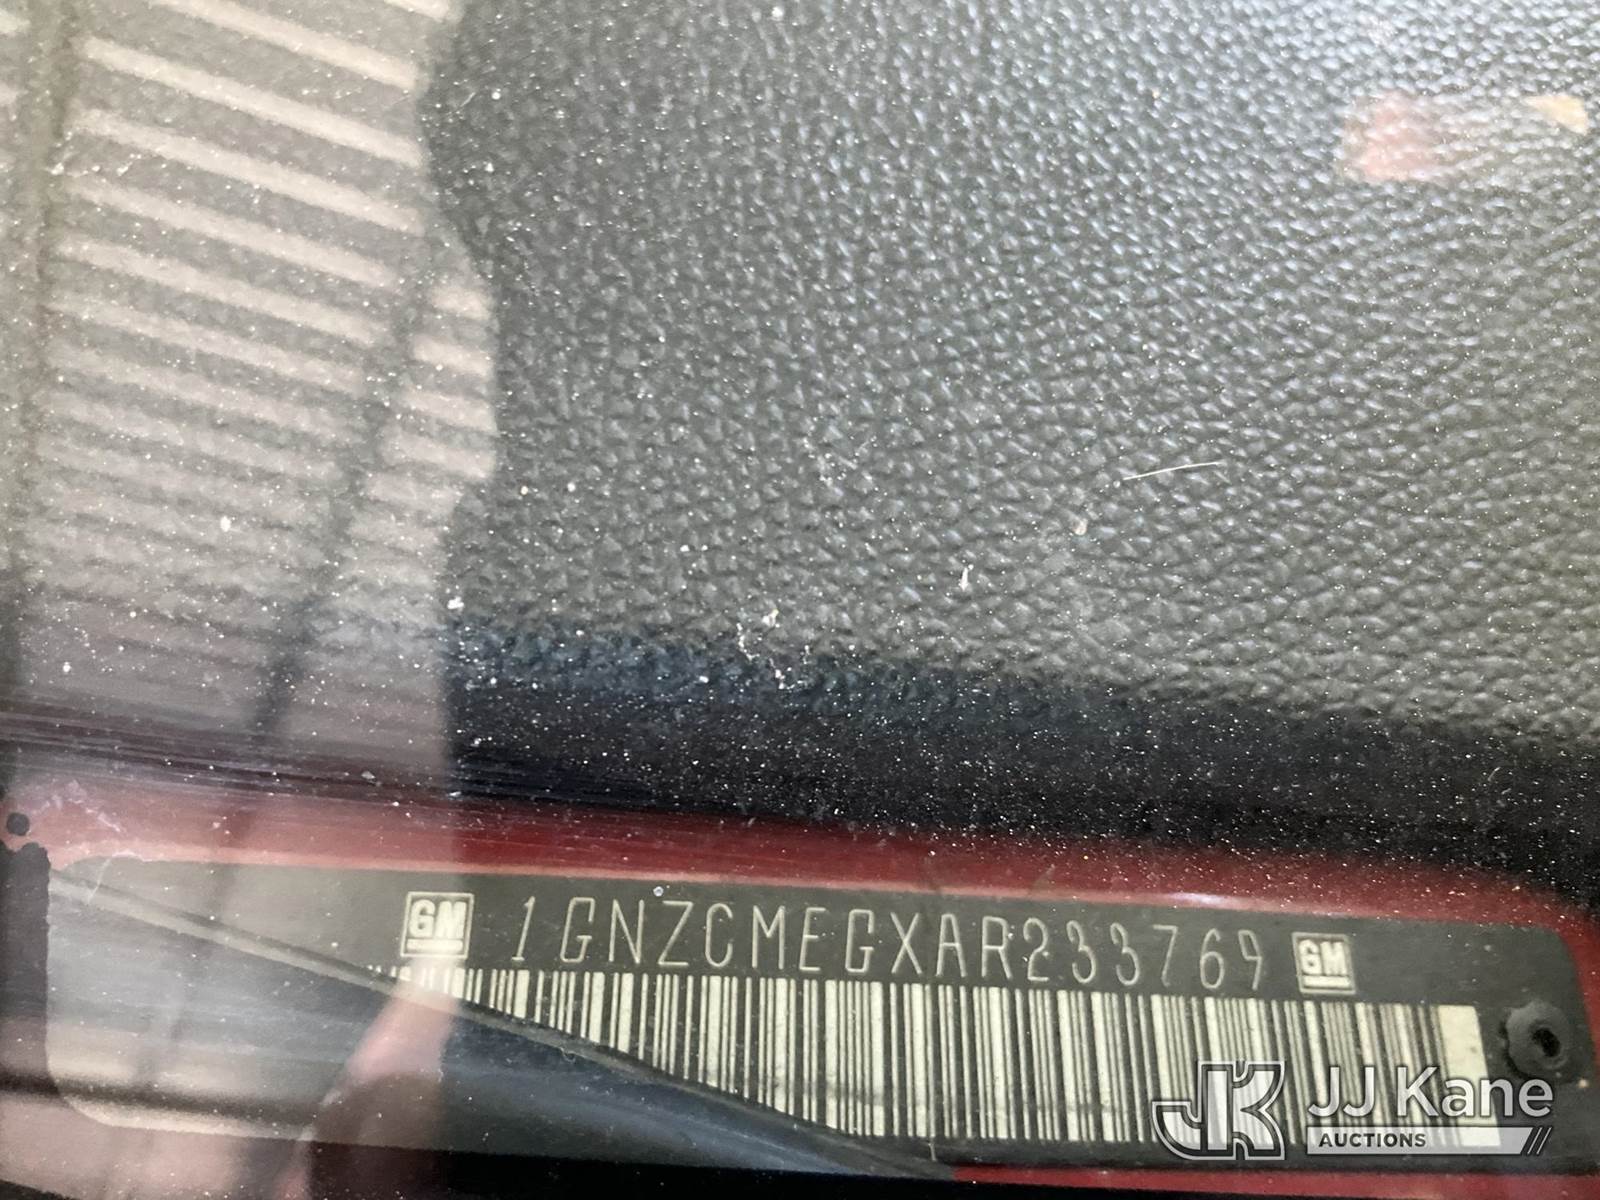 GM 1GNZCMEGXAR233769 GM
JJ Kane
AUCTIONS